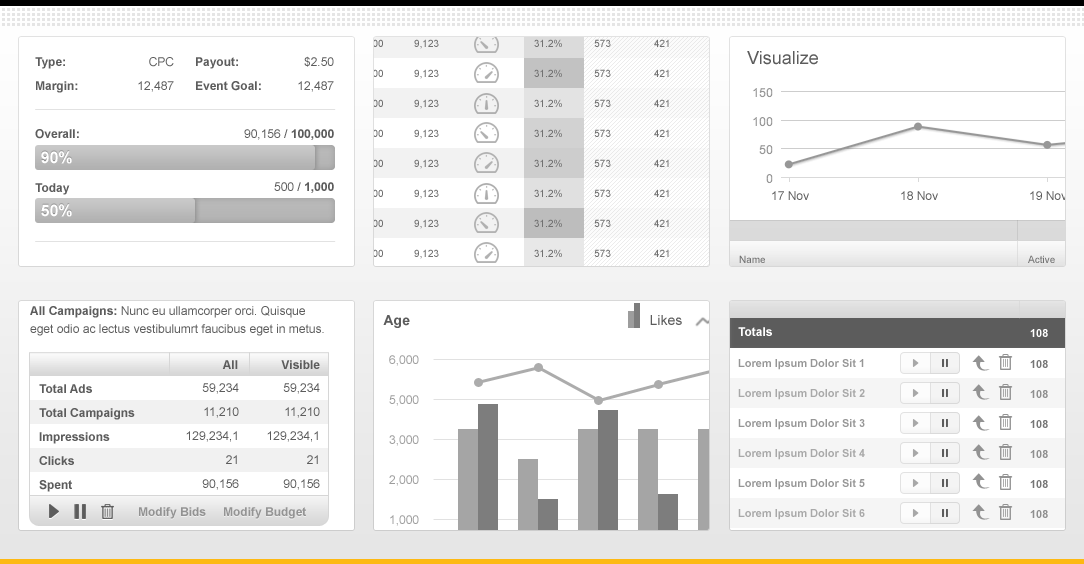 Type: CPC Payout: $2.50
Margin: 12,487 Event Goal: 12,487
Overall: 90,156 / 100,000
90%
Today 500 / 1,000
50%
00 9,123 31.2% 573 421
00 9,123 31.2% 573 421
00 9,123 31.2% 573 421
00 9,123 31.2% 573 421
00 9,123 31.2% 573 421
00 9,123 31.2% 573 421
00 9,123 31.2% 573 421
00 9,123 31.2% 573 421
Visualize
150
100
50
0
17 Nov 18 Nov 19 Nov
Name Active
All Campaigns: Nunc eu ullamcorper orci. Quisque
eget odio ac lectus vestibulumrt faucibus eget in metus.
All Visible
Total Ads 59,234 59,234
Total Campaigns 11,210 11,210
Impressions 129,234,1 129,234,1
Clicks 21 21
Spent 90,156 90,156
Modify Bids Modify Budget
Age Likes
6,000
5,000
3,000
2,000
1,000
Totals 108
Lorem Ipsum Dolor Sit 1 108
Lorem Ipsum Dolor Sit 2 108
Lorem Ipsum Dolor Sit 3 108
Lorem Ipsum Dolor Sit 4 108
Lorem Ipsum Dolor Sit 5 108
Lorem Ipsum Dolor Sit 6 108